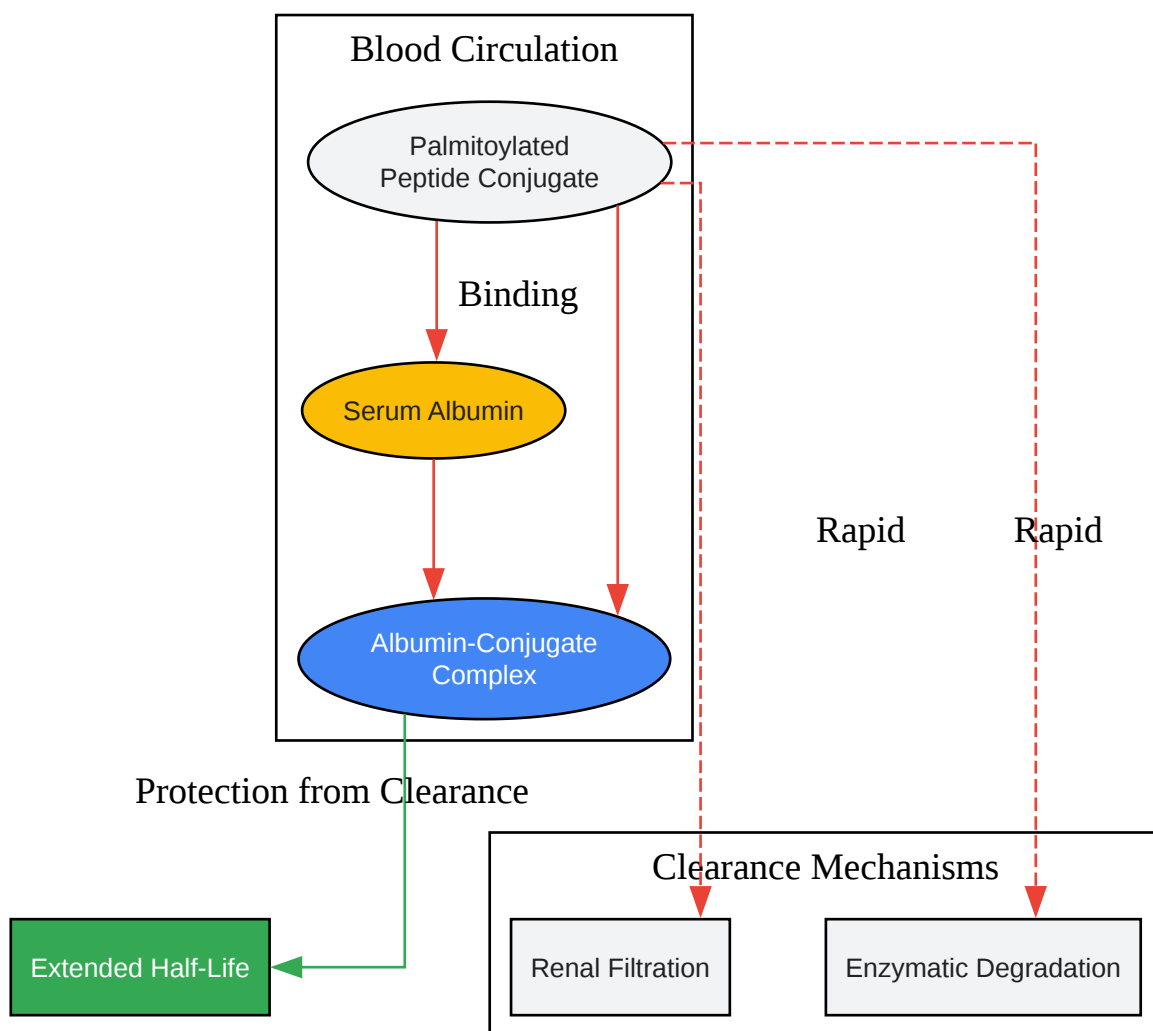 Blood Circulation
Palmitoylated
Peptide Conjugate
Binding
Serum Albumin
Rapid
Rapid
Albumin-Conjugate
Complex
Protection from Clearance
Clearance Mechanisms
Extended Half-Life
Renal Filtration
Enzymatic Degradation